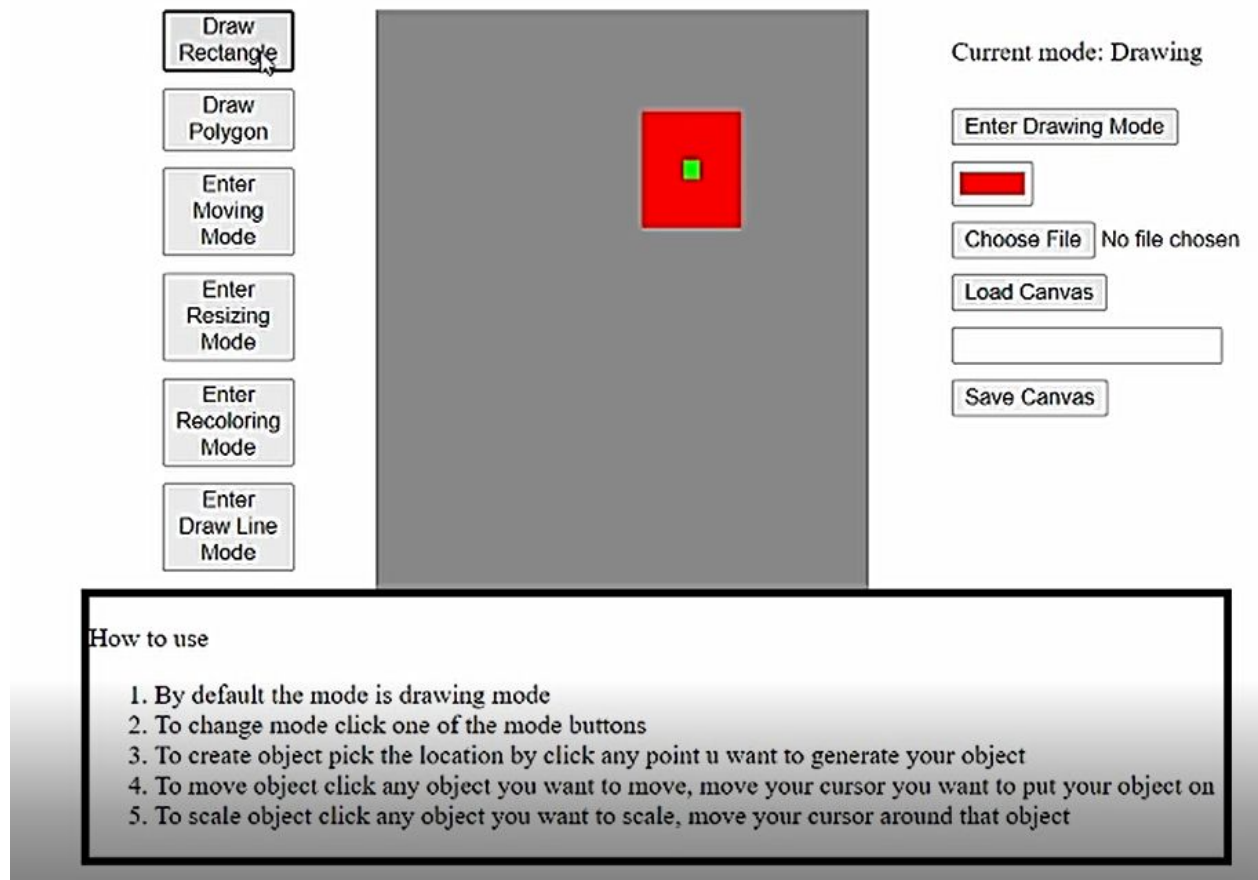 Draw
Rectangle
Draw
Polygon
Enter
Moving
Mode
Enter
Resizing
Mode
Enter
Recoloring
Mode
Enter
Draw Line
Mode
Current mode: Drawing
Enter Drawing Mode
Choose File No file chosen
Load Canvas
Save Canvas
How to use
1. By default the mode is drawing mode
2. To change mode click one of the mode buttons
3. To create object pick the location by click any point u want to generate your object
4. To move object click any object you want to move, move your cursor you want to put your object on
5. To scale object click any object you want to scale, move your cursor around that object